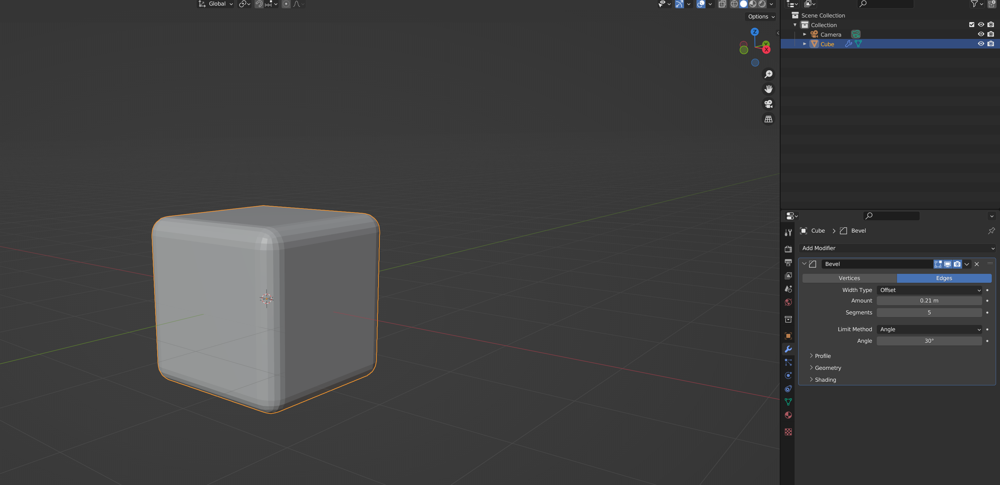 Global
Options
Z
Y
X
Scene Collection
Collection
Camera
Cube
Cube > Bevel
Add Modifier
Bevel
Vertices Edges
Width Type Offset
Amount 0.21 m
Segments 5
Limit Method Angle
Angle 30°
Profile
Geometry
Shading